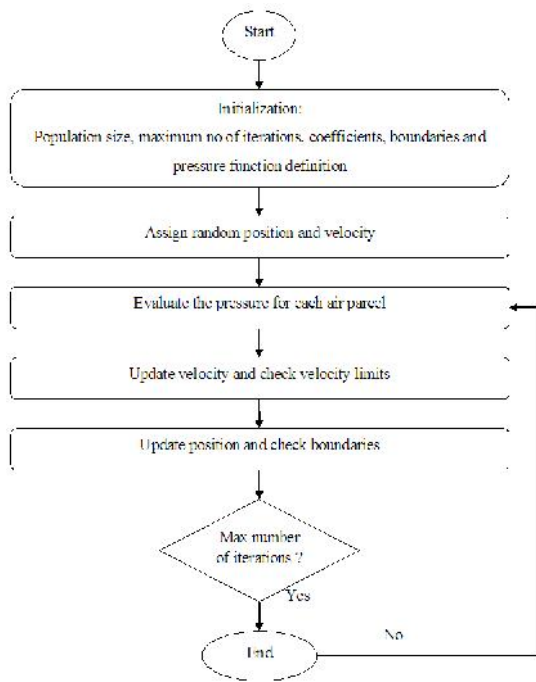 Start
Initialization:
Population size, maximum no of iterations, coefficients, boundaries and
pressure function definition
Assign random position and velocity
Evaluate the pressure for each air parcel
Update velocity and check velocity limits
Update position and check boundaries
Max number
of iterations ?
Yes
No
End